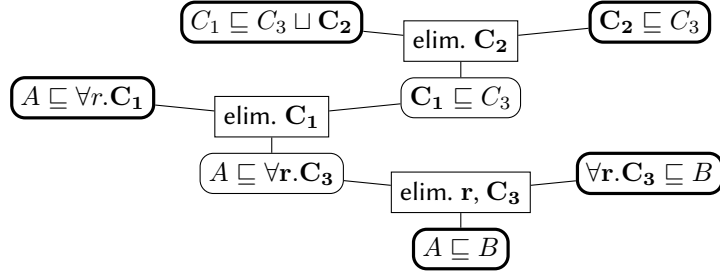 C₁ ⊑ C₃ ⊔ C₂
elim. C₂
C₂ ⊑ C₃
A ⊑ ∀r.C₁
elim. C₁
C₁ ⊑ C₃
A ⊑ ∀r.C₃
elim. r, C₃
∀r.C₃ ⊑ B
A ⊑ B